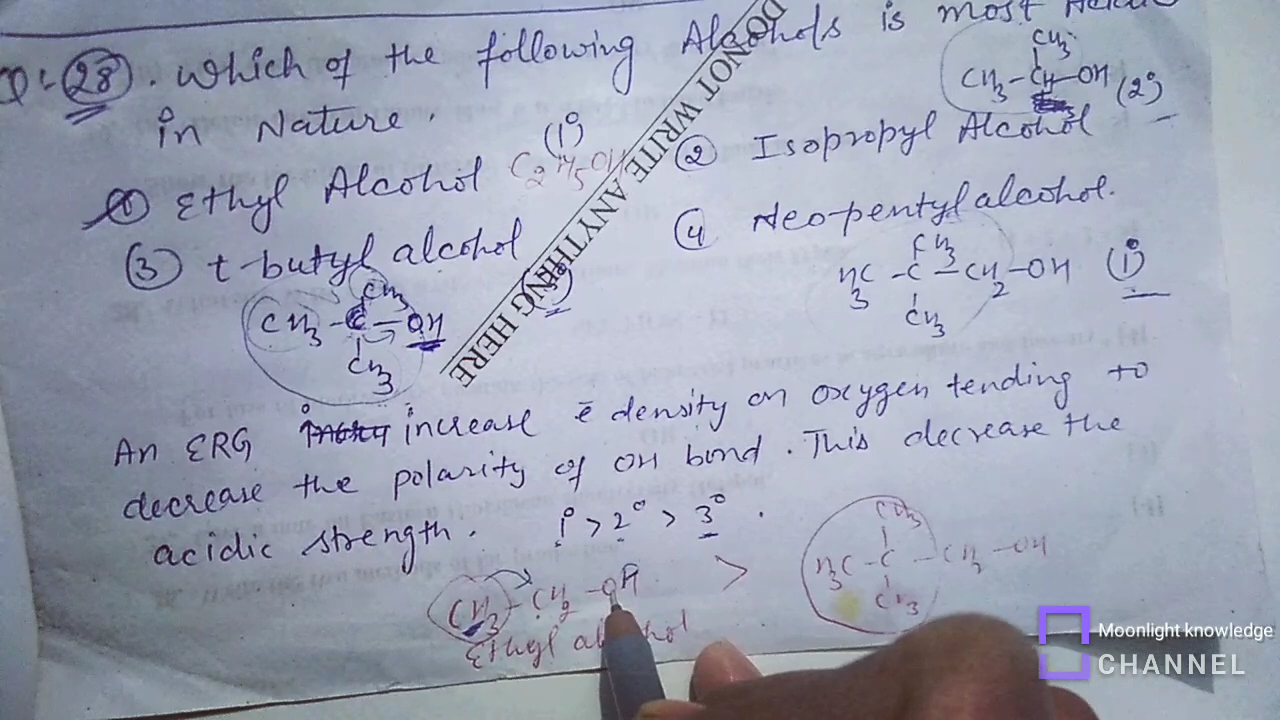 Q. 28. Which of the following Alcohols is most
in Nature.
CH3
CH3-CH-OH (2°)
① Ethyl Alcohol C2H5OH (1°)
② Isopropyl Alcohol
③ t-butyl alcohol
④ Neo-pentyl alcohol.
CH3
CH3-C-OH
CH3
CH3
H3C-C-CH2-OH (1°)
CH3
DO NOT WRITE ANYTHING HERE
An ERG increase ē density on oxygen tending to
decrease the polarity of OH bond. This decrease the
acidic strength. 1°>2°>3°.
CH3-CH2-OH >
Ethyl alcohol
CH3
H3C-C-CH2-OH
CH3
Moonlight knowledge
CHANNEL